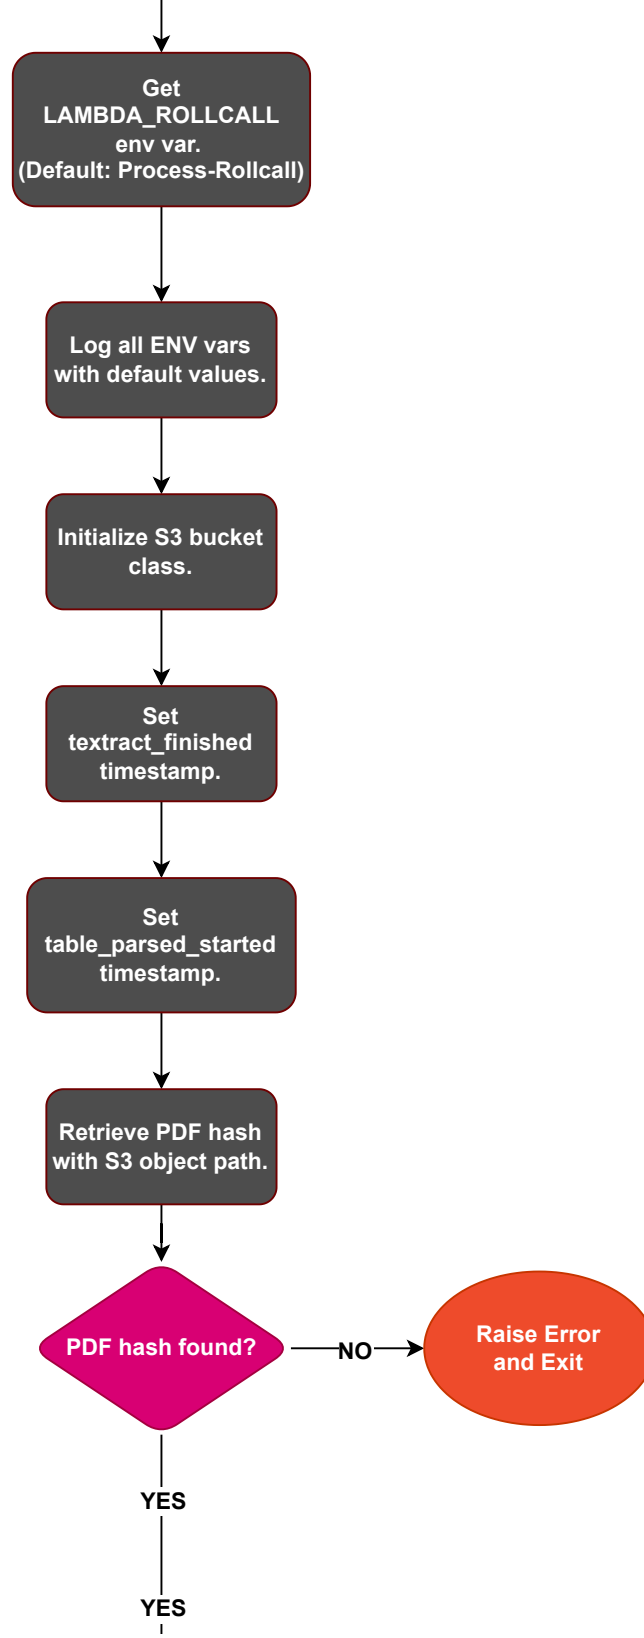 Get
LAMBDA_ROLLCALL
env var.
(Default: Process-Rollcall)
Log all ENV vars
with default values.
Initialize S3 bucket
class.
Set
textract_finished
timestamp.
Set
table_parsed_started
timestamp.
Retrieve PDF hash
with S3 object path.
PDF hash found?
NO
Raise Error
and Exit
YES
YES